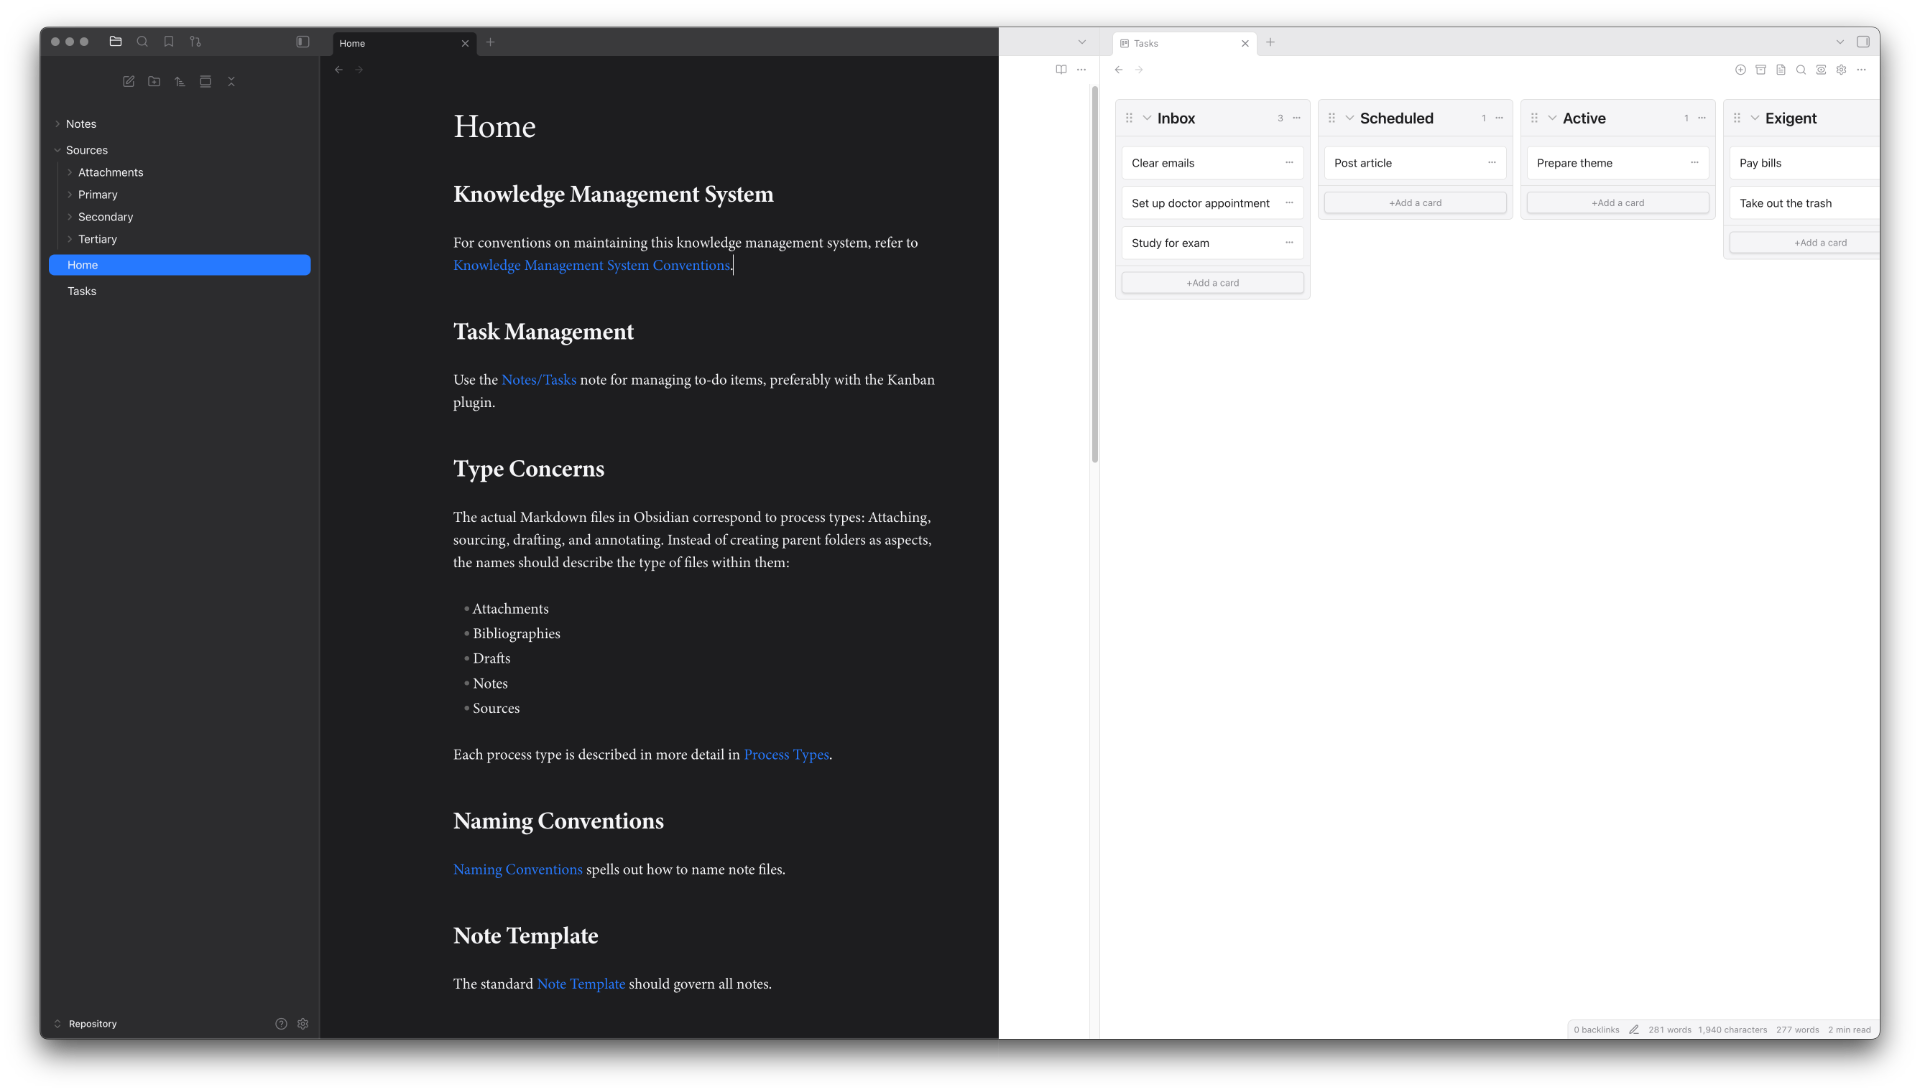 Home
Tasks
Notes
Sources
Attachments
Primary
Secondary
Tertiary
Home
Tasks
Repository
Home
Knowledge Management System
For conventions on maintaining this knowledge management system, refer to
Knowledge Management System Conventions.
Task Management
Use the Notes/Tasks note for managing to-do items, preferably with the Kanban
plugin.
Type Concerns
The actual Markdown files in Obsidian correspond to process types: Attaching,
sourcing, drafting, and annotating. Instead of creating parent folders as aspects,
the names should describe the type of files within them:
• Attachments
• Bibliographies
• Drafts
• Notes
• Sources
Each process type is described in more detail in Process Types.
Naming Conventions
Naming Conventions spells out how to name note files.
Note Template
The standard Note Template should govern all notes.
Inbox 3
Clear emails
Set up doctor appointment
Study for exam
+Add a card
Scheduled 1
Post article
+Add a card
Active 1
Prepare theme
+Add a card
Exigent
Pay bills
Take out the trash
+Add a card
0 backlinks 281 words 1,940 characters 277 words 2 min read